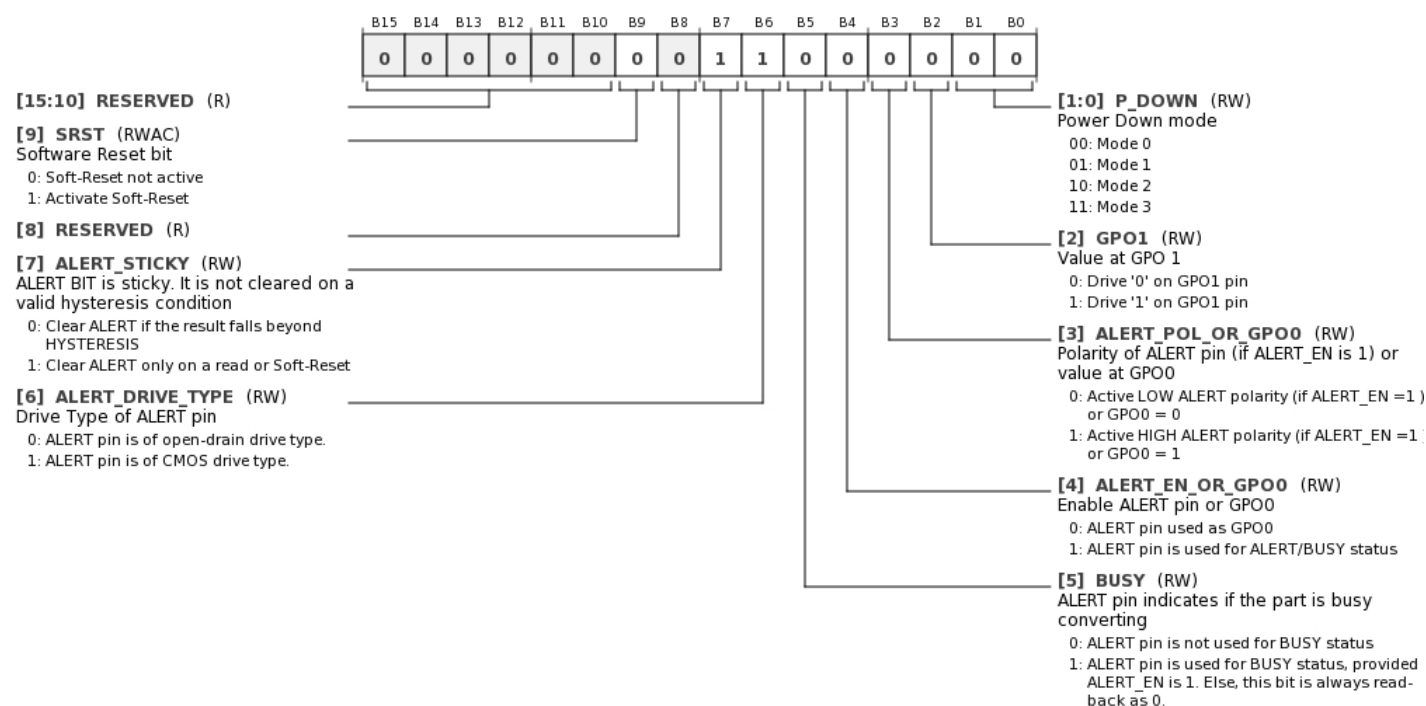 B15 B14 B13 B12 B11 B10 B9 B8 B7 B6 B5 B4 B3 B2 B1 B0
0 0 0 0 0 0 0 0 1 1 0 0 0 0 0 0
[15:10] RESERVED (R)
[9] SRST (RWAC)
Software Reset bit
0: Soft-Reset not active
1: Activate Soft-Reset
[8] RESERVED (R)
[7] ALERT_STICKY (RW)
ALERT BIT is sticky. It is not cleared on a
valid hysteresis condition
0: Clear ALERT if the result falls beyond
HYSTERESIS
1: Clear ALERT only on a read or Soft-Reset
[6] ALERT_DRIVE_TYPE (RW)
Drive Type of ALERT pin
0: ALERT pin is of open-drain drive type.
1: ALERT pin is of CMOS drive type.
[1:0] P_DOWN (RW)
Power Down mode
00: Mode 0
01: Mode 1
10: Mode 2
11: Mode 3
[2] GPO1 (RW)
Value at GPO 1
0: Drive '0' on GPO1 pin
1: Drive '1' on GPO1 pin
[3] ALERT_POL_OR_GPO0 (RW)
Polarity of ALERT pin (if ALERT_EN is 1) or
value at GPO0
0: Active LOW ALERT polarity (if ALERT_EN =1 )
or GPO0 = 0
1: Active HIGH ALERT polarity (if ALERT_EN =1 )
or GPO0 = 1
[4] ALERT_EN_OR_GPO0 (RW)
Enable ALERT pin or GPO0
0: ALERT pin used as GPO0
1: ALERT pin is used for ALERT/BUSY status
[5] BUSY (RW)
ALERT pin indicates if the part is busy
converting
0: ALERT pin is not used for BUSY status
1: ALERT pin is used for BUSY status, provided
ALERT_EN is 1. Else, this bit is always read-
back as 0.